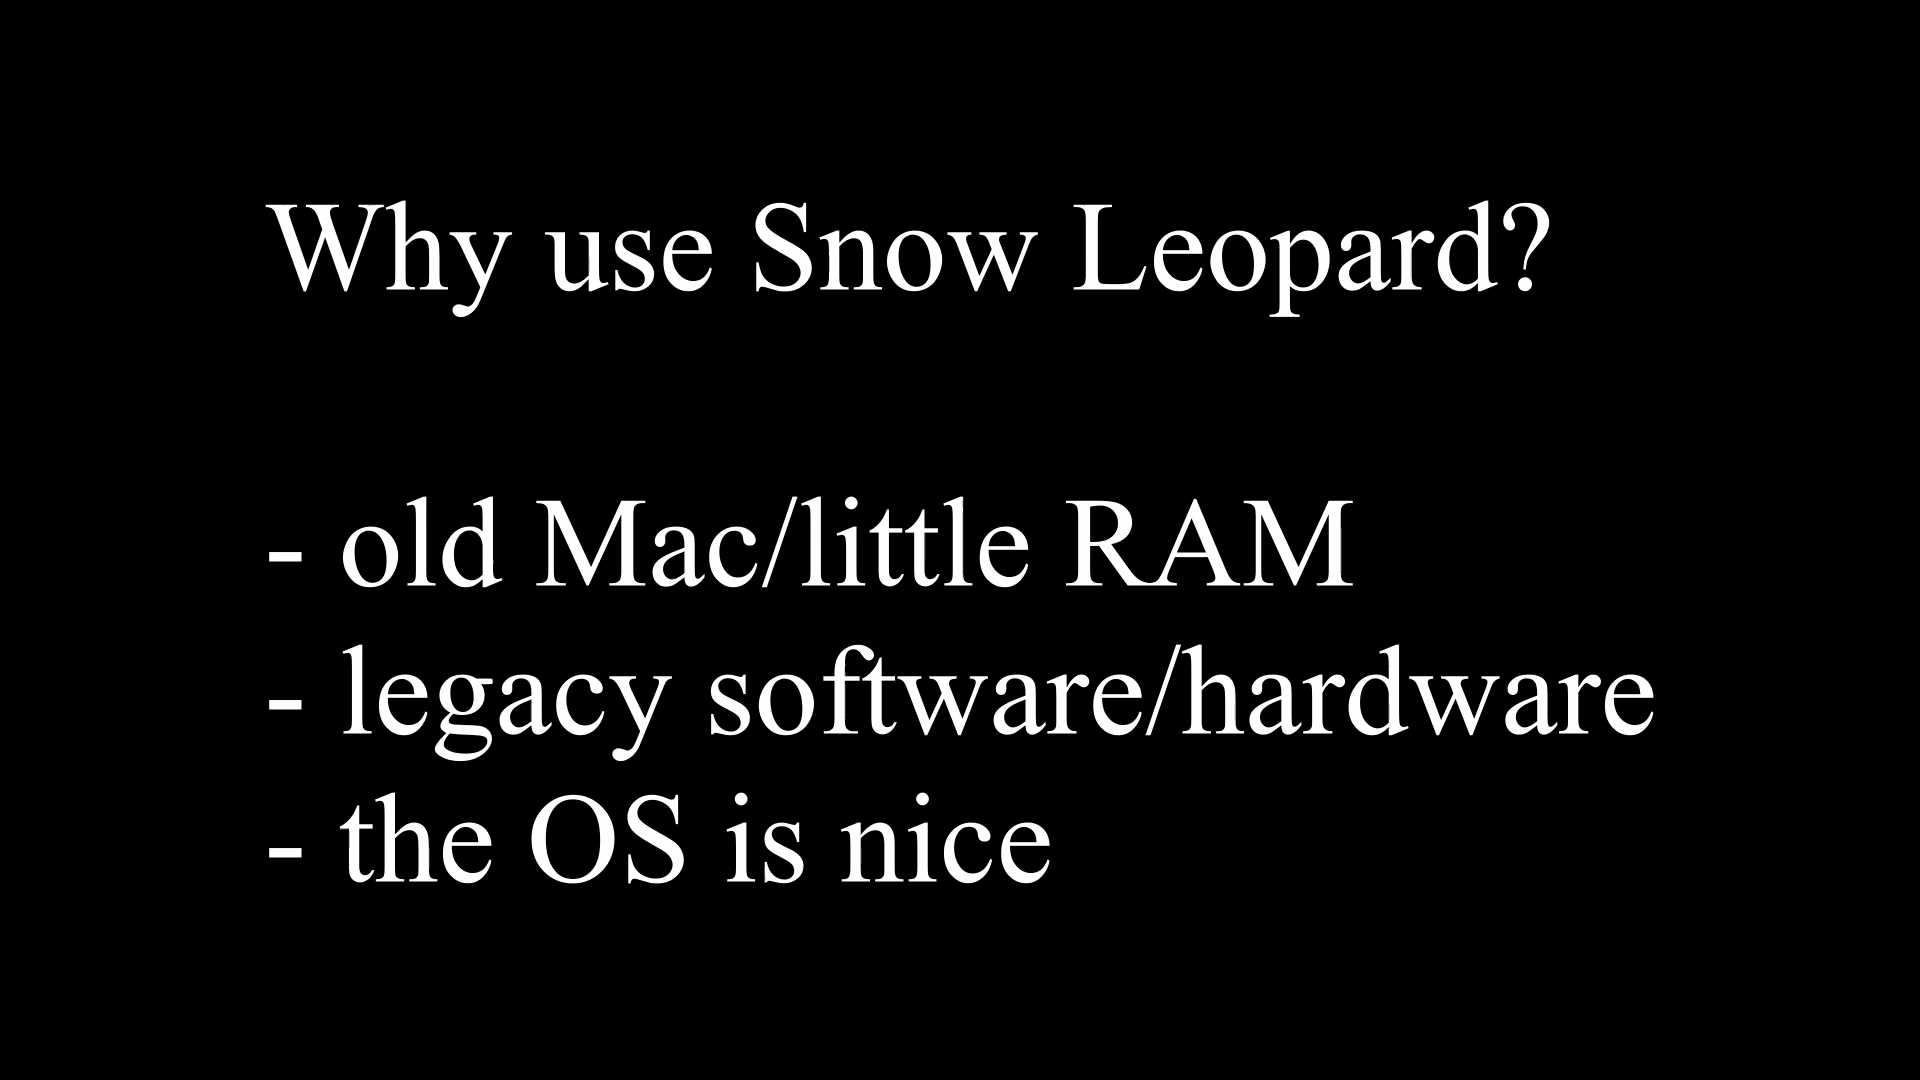 Why use Snow Leopard?
- old Mac/little RAM
- legacy software/hardware
- the OS is nice